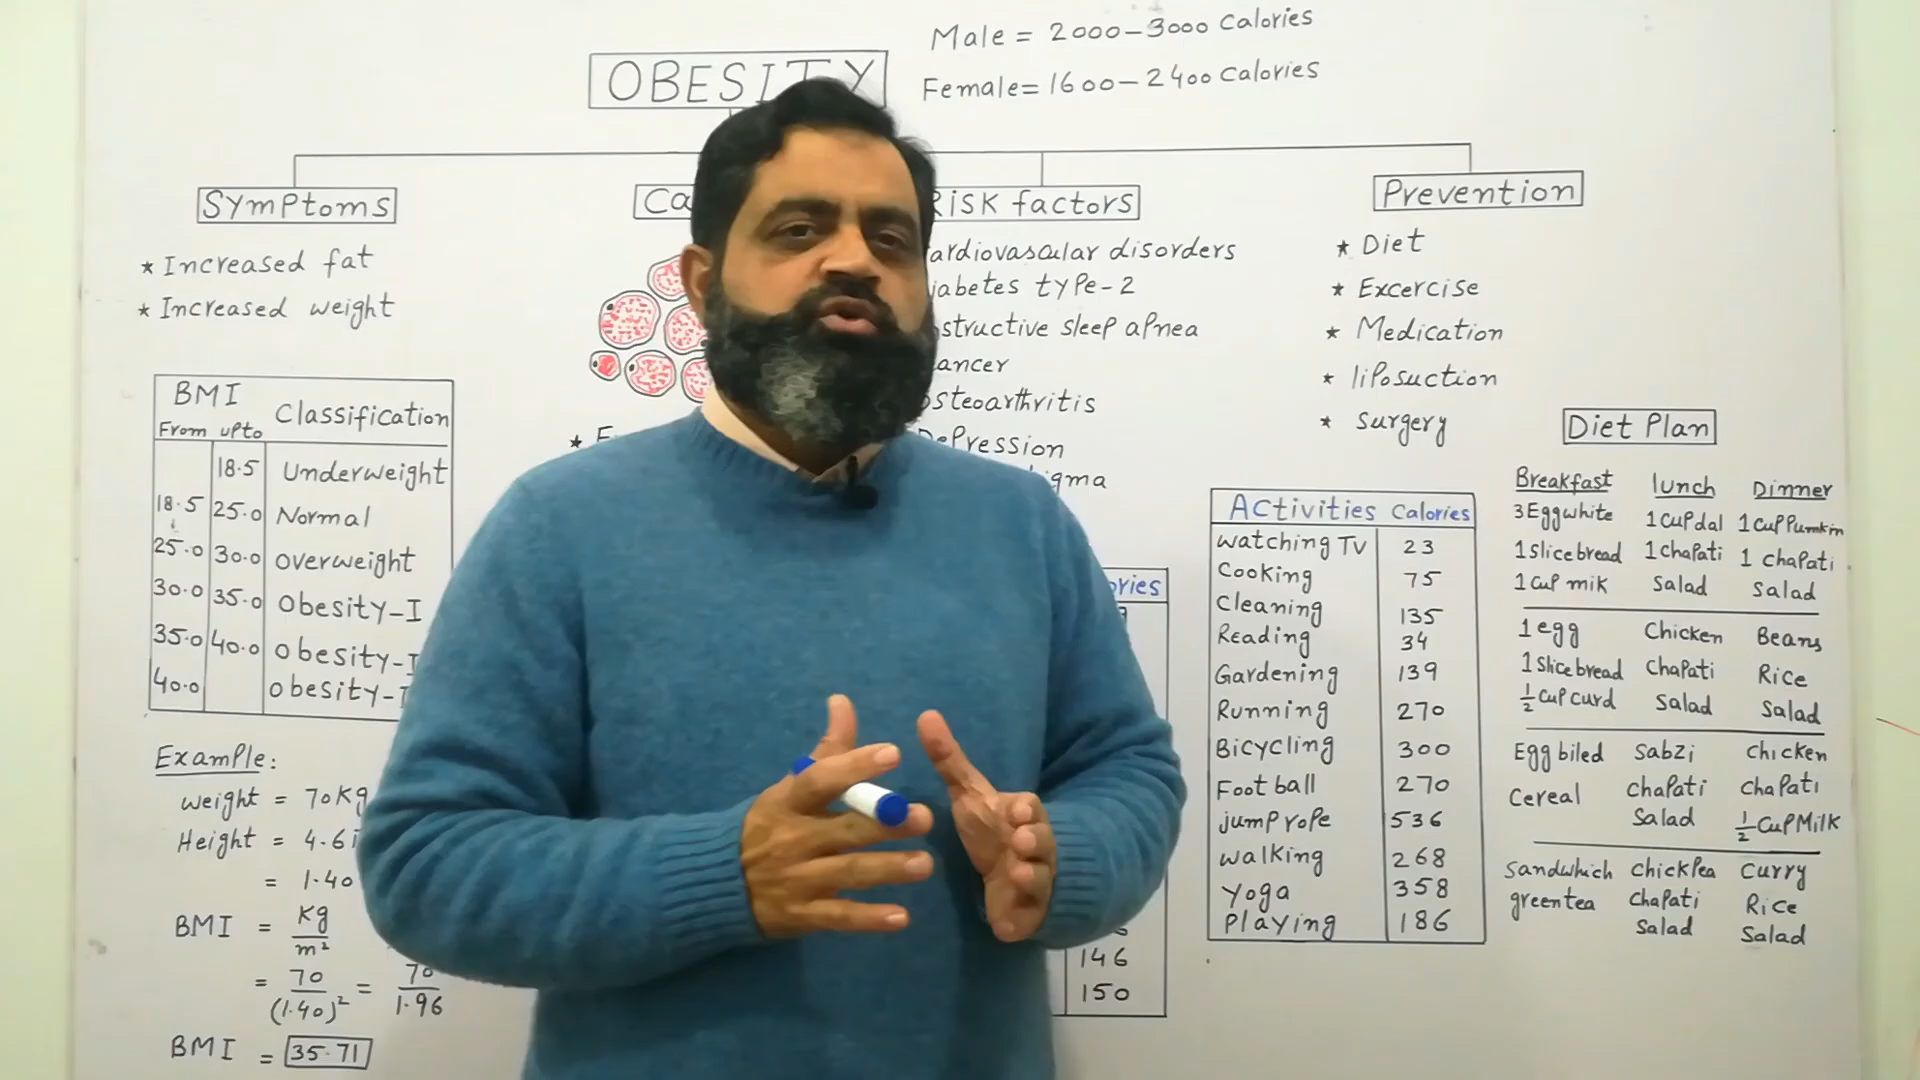 Male = 2000-3000 Calories
OBESITY
Female = 1600-2400 Calories
Symptoms
Risk factors
Prevention
* Increased fat
* Increased weight
disorders
type-2
sleep apnea
* Diet
* Excercise
* Medication
* liposuction
* Surgery
BMI Classification
From upto
18.5 Underweight
18.5 25.0 Normal
25.0 30.0 overweight
30.0 35.0 Obesity-I
35.0 40.0
40.0
Example:
weight = 70Kg
Height = 4.6
= 1.40
BMI = Kg/m²
= 70/(1.40)² = 70/1.96
BMI = 35.71
146
150
Activities Calories
watching TV 23
Cooking 75
Cleaning 135
Reading 34
Gardening 139
Running 270
Bicycling 300
Foot ball 270
jump rope 536
walking 268
yoga 358
Playing 186
Diet Plan
Breakfast lunch Dinner
3 Eggwhite 1 cup dal 1 cup Pumkin
1 slice bread 1 chapati 1 chapati
1 cup mik Salad Salad
1 egg Chicken Beans
1 slice bread Chapati Rice
½ cup curd Salad Salad
Egg biled Sabzi chicken
Cereal Chapati Chapati
Salad ½ cup Milk
Sandwhich Chickpea Curry
green tea Chapati Rice
Salad Salad